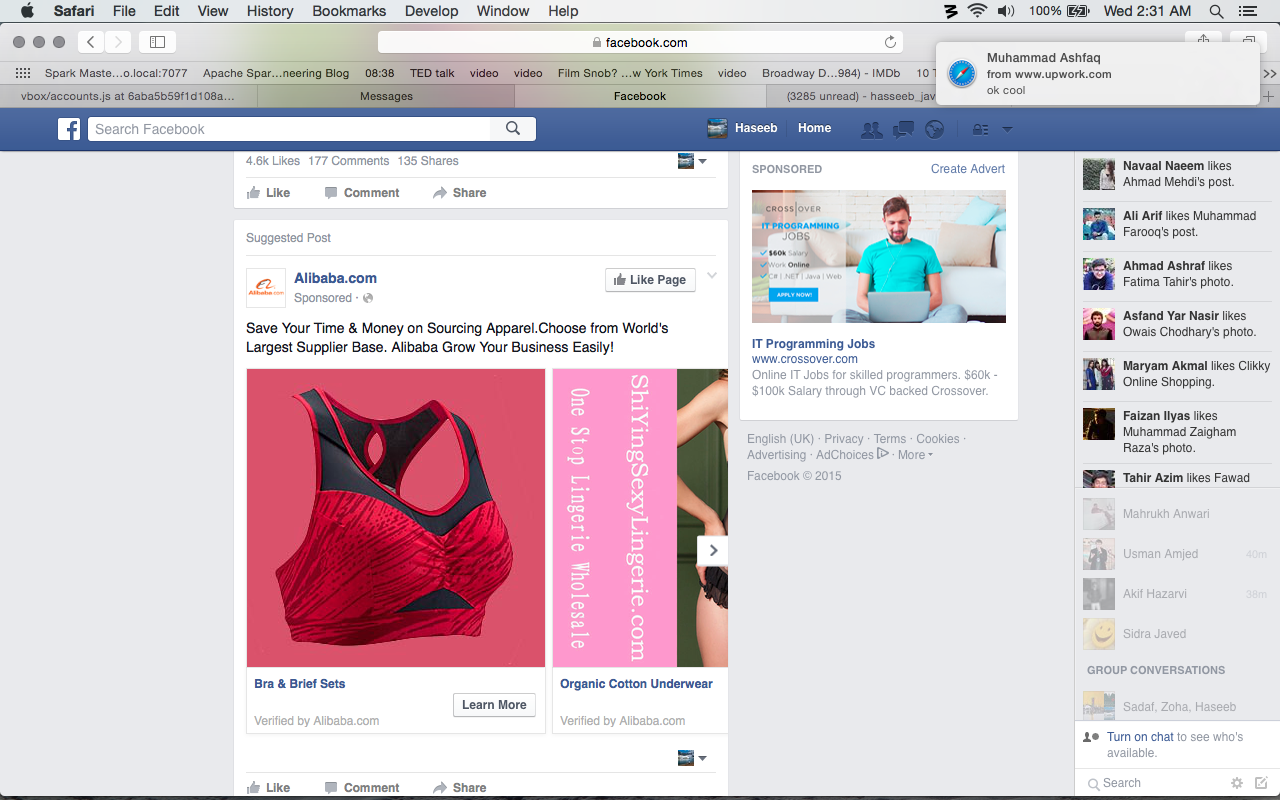 Safari File Edit View History Bookmarks Develop Window Help
100% Wed 2:31 AM
facebook.com
Spark Maste...o.local:7077 Apache Spar...neering Blog 08:38 TED talk video video Film Snob? ...w York Times video Broadway D...984) - IMDb 10 T
vbox/accounts.js at 6aba5b59f1d108a... Messages Facebook (3285 unread) - hasseeb_jav
Muhammad Ashfaq
from www.upwork.com
ok cool
Search Facebook
Haseeb Home
4.6k Likes 177 Comments 135 Shares
Like Comment Share
Suggested Post
Alibaba.com
Alibaba.com
Sponsored ·
Like Page
Save Your Time & Money on Sourcing Apparel.Choose from World's
Largest Supplier Base. Alibaba Grow Your Business Easily!
One Stop Lingerie Wholesale
ShiYingSexyLingerie.com
Bra & Brief Sets
Learn More
Verified by Alibaba.com
Organic Cotton Underwear
Verified by Alibaba.com
Like Comment Share
SPONSORED Create Advert
CROSSOVER
IT PROGRAMMING
JOBS
$60k Salary
Work Online
C# | .NET | Java | Web
APPLY NOW!
IT Programming Jobs
www.crossover.com
Online IT Jobs for skilled programmers. $60k -
$100k Salary through VC backed Crossover.
English (UK) · Privacy · Terms · Cookies ·
Advertising · AdChoices · More
Facebook © 2015
Navaal Naeem likes
Ahmad Mehdi's post.
Ali Arif likes Muhammad
Farooq's post.
Ahmad Ashraf likes
Fatima Tahir's photo.
Asfand Yar Nasir likes
Owais Chodhary's photo.
Maryam Akmal likes Clikky
Online Shopping.
Faizan Ilyas likes
Muhammad Zaigham
Raza's photo.
Tahir Azim likes Fawad
Mahrukh Anwari
Usman Amjed 40m
Akif Hazarvi 38m
Sidra Javed
GROUP CONVERSATIONS
Sadaf, Zoha, Haseeb
Turn on chat to see who's
available.
Search